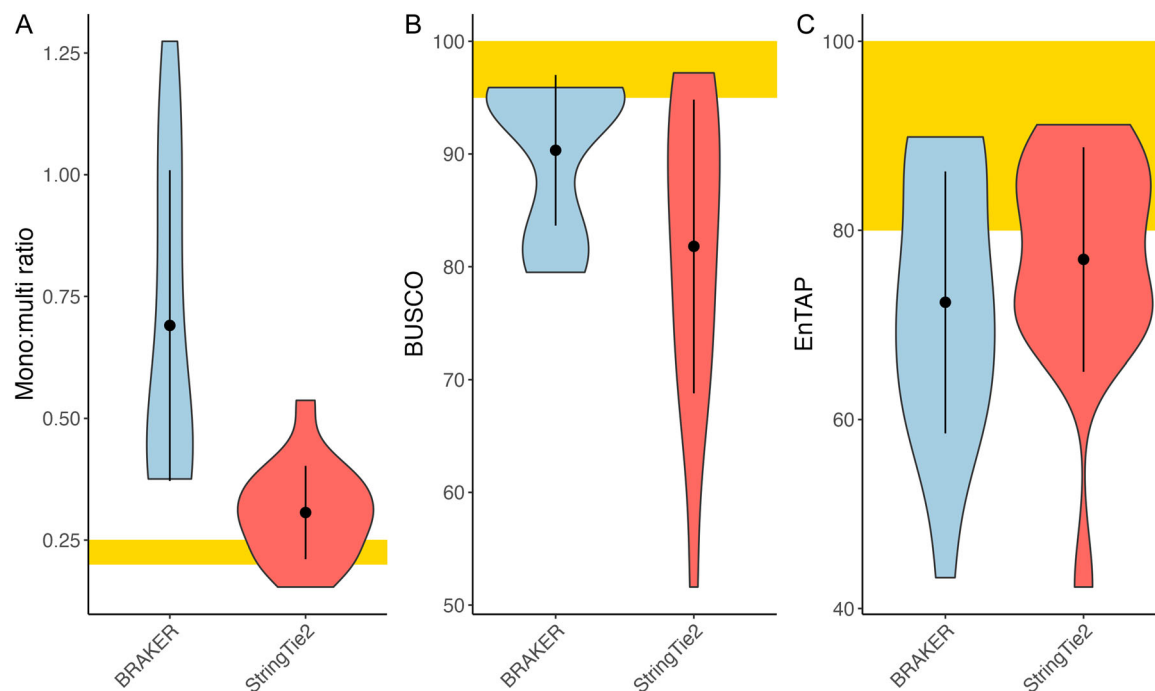 A
Mono:multi ratio
1.25
1.00
0.75
0.50
0.25
BRAKER
StringTie2
B
BUSCO
100
90
80
70
60
50
BRAKER
StringTie2
C
EnTAP
100
80
60
40
BRAKER
StringTie2